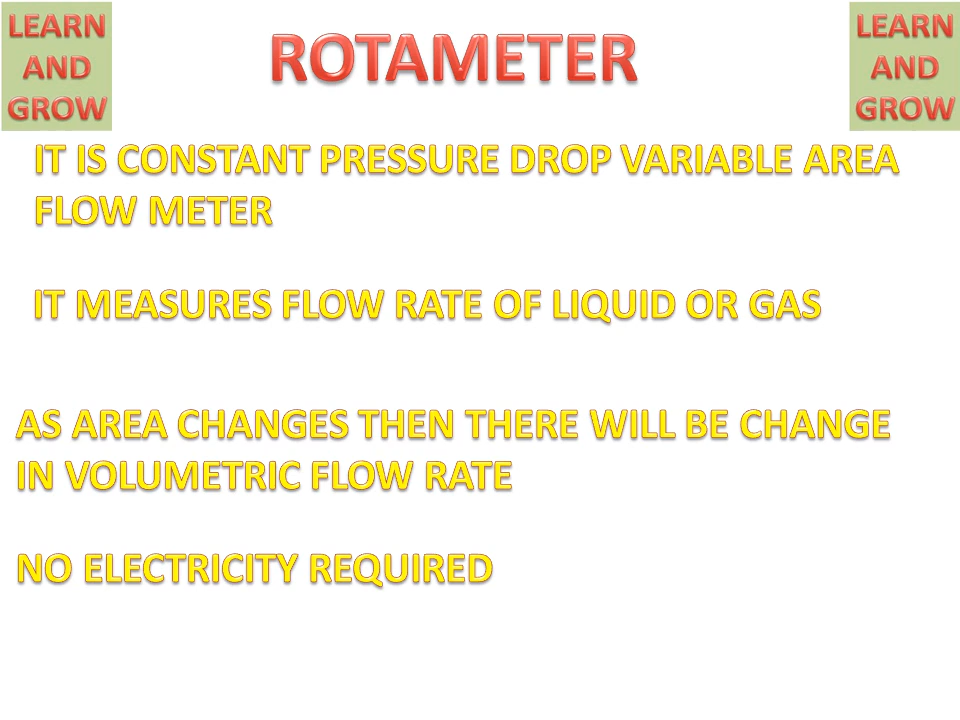 LEARN
AND
GROW
ROTAMETER
LEARN
AND
GROW
IT IS CONSTANT PRESSURE DROP VARIABLE AREA
FLOW METER
IT MEASURES FLOW RATE OF LIQUID OR GAS
AS AREA CHANGES THEN THERE WILL BE CHANGE
IN VOLUMETRIC FLOW RATE
NO ELECTRICITY REQUIRED